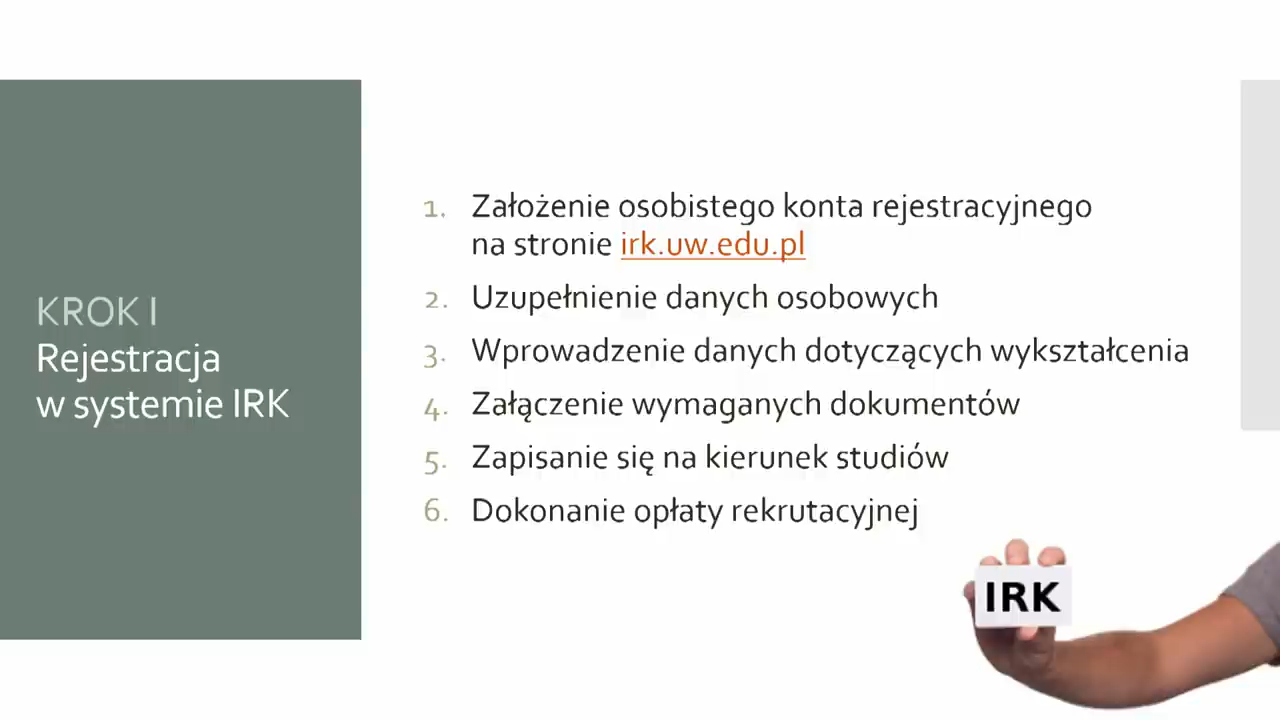 KROK I
Rejestracja
w systemie IRK
1. Założenie osobistego konta rejestracyjnego
na stronie irk.uw.edu.pl
2. Uzupełnienie danych osobowych
3. Wprowadzenie danych dotyczących wykształcenia
4. Załączenie wymaganych dokumentów
5. Zapisanie się na kierunek studiów
6. Dokonanie opłaty rekrutacyjnej
IRK